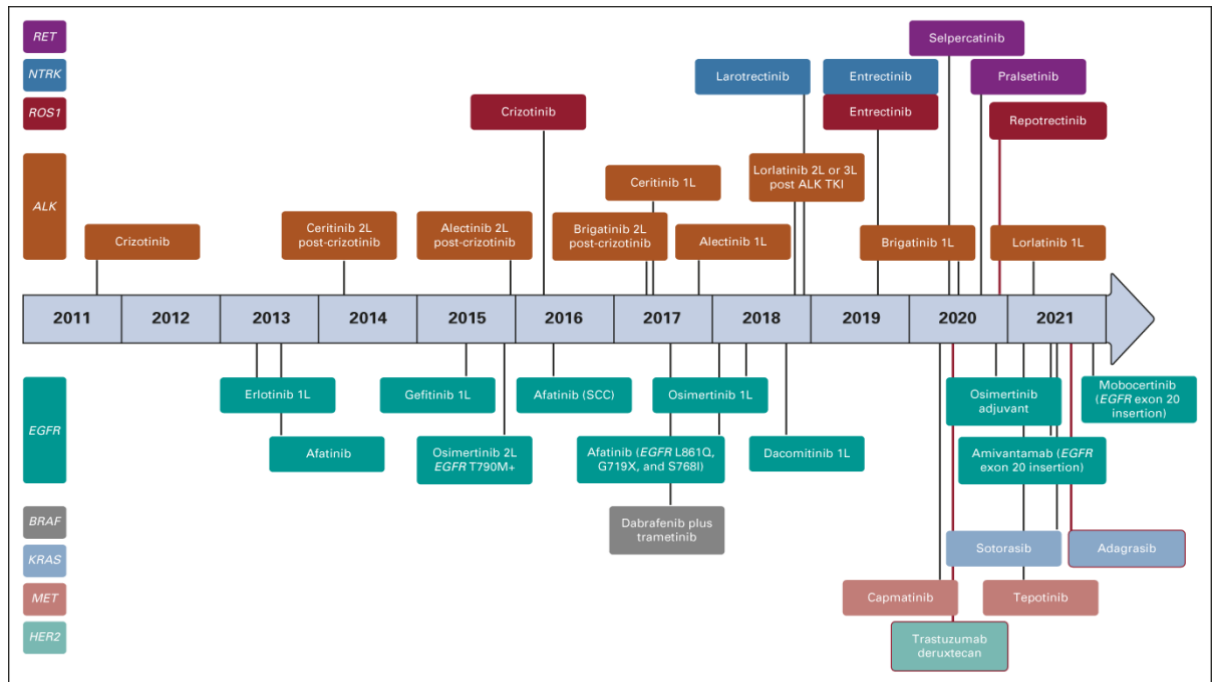 RET
Selpercatinib
NTRK
Larotrectinib
Entrectinib
Pralsetinib
ROS1
Crizotinib
Entrectinib
Repotrectinib
ALK
Ceritinib 1L
Lorlatinib 2L or 3L
post ALK TKI
Crizotinib
Ceritinib 2L
post-crizotinib
Alectinib 2L
post-crizotinib
Brigatinib 2L
post-crizotinib
Alectinib 1L
Brigatinib 1L
Lorlatinib 1L
2011
2012
2013
2014
2015
2016
2017
2018
2019
2020
2021
EGFR
Erlotinib 1L
Gefitinib 1L
Afatinib (SCC)
Osimertinib 1L
Osimertinib
adjuvant
Mobocertinib
(EGFR exon 20
insertion)
Afatinib
Osimertinib 2L
EGFR T790M+
Afatinib (EGFR L861Q,
G719X, and S768I)
Dacomitinib 1L
Amivantamab (EGFR
exon 20 insertion)
BRAF
Dabrafenib plus
trametinib
KRAS
Sotorasib
Adagrasib
MET
Capmatinib
Tepotinib
HER2
Trastuzumab
deruxtecan